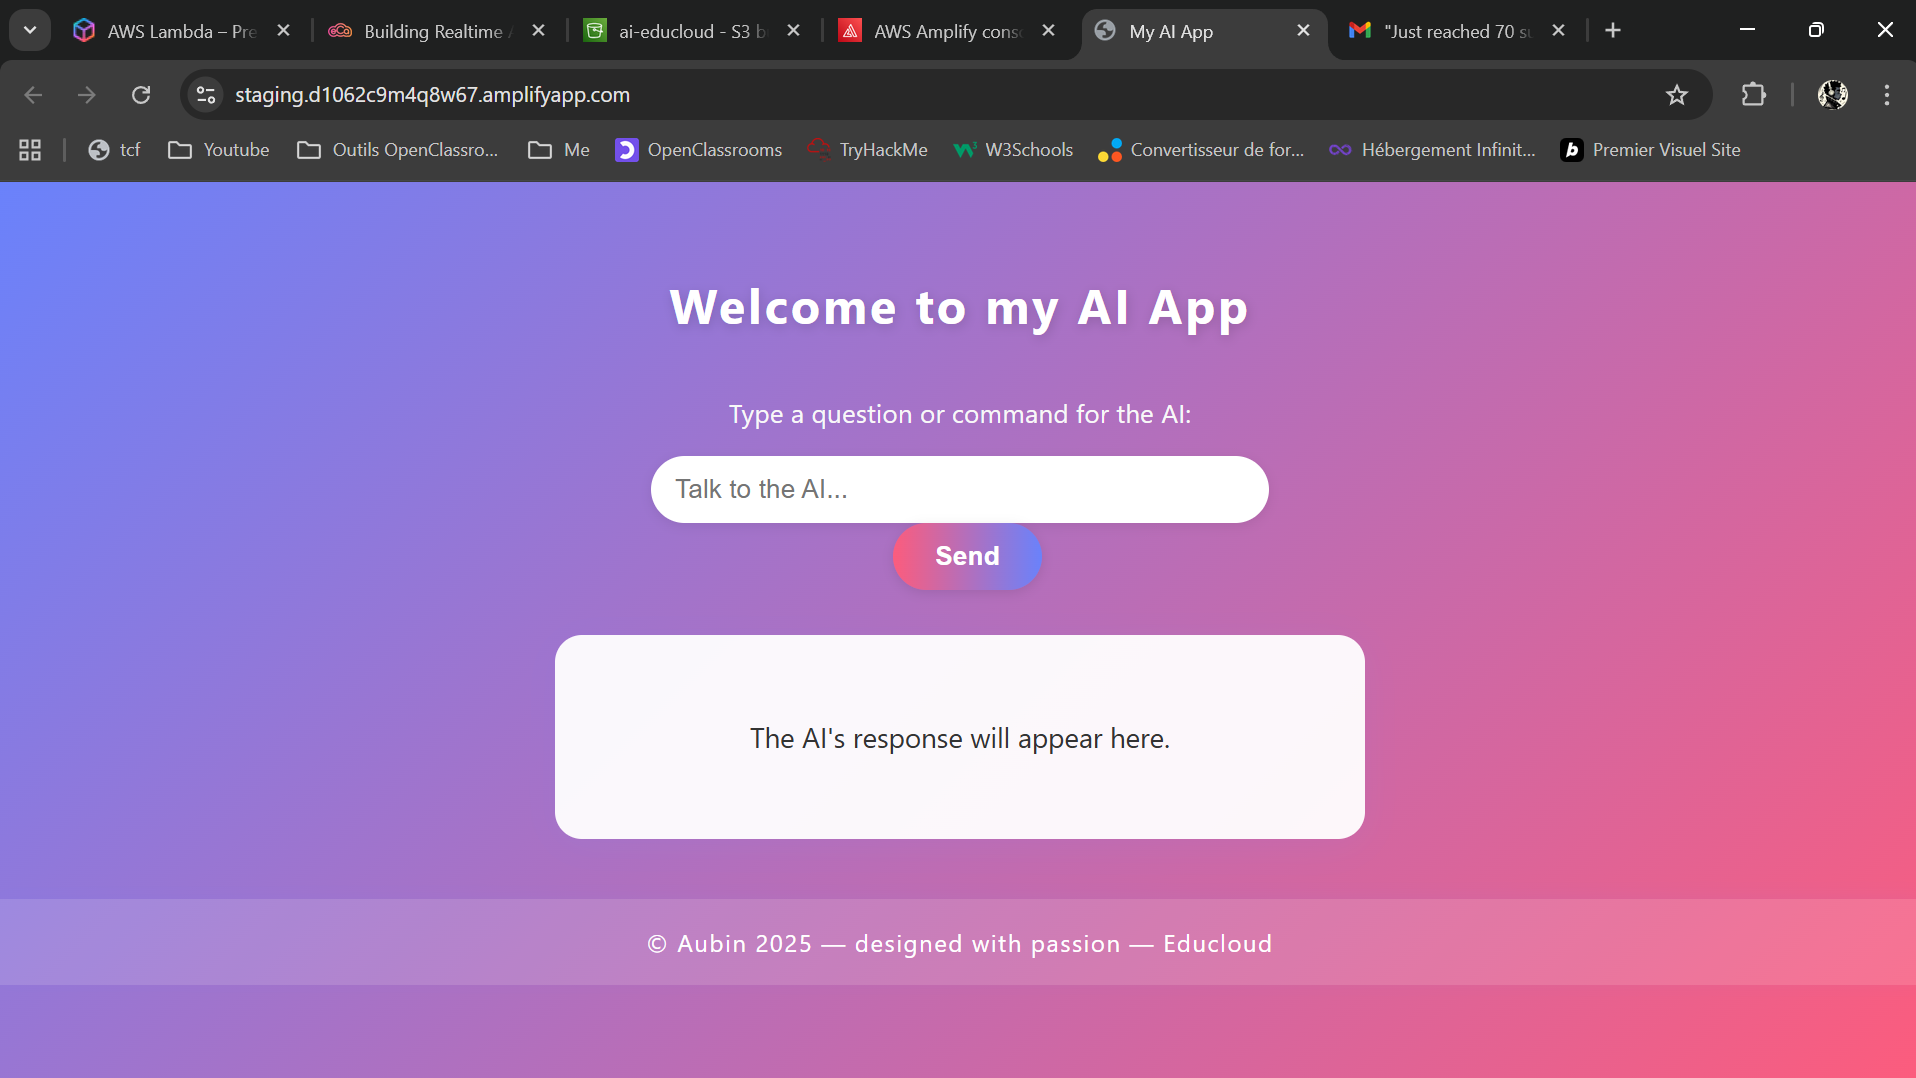 AWS Lambda – Pre
Building Realtime A
ai-educloud - S3 b
AWS Amplify conso
My AI App
"Just reached 70 su
staging.d1062c9m4q8w67.amplifyapp.com
tcf
Youtube
Outils OpenClassro...
Me
OpenClassrooms
TryHackMe
W3Schools
Convertisseur de for...
Hébergement Infinit...
Premier Visuel Site
Welcome to my AI App
Type a question or command for the AI:
Talk to the AI...
Send
The AI's response will appear here.
© Aubin 2025 — designed with passion — Educloud